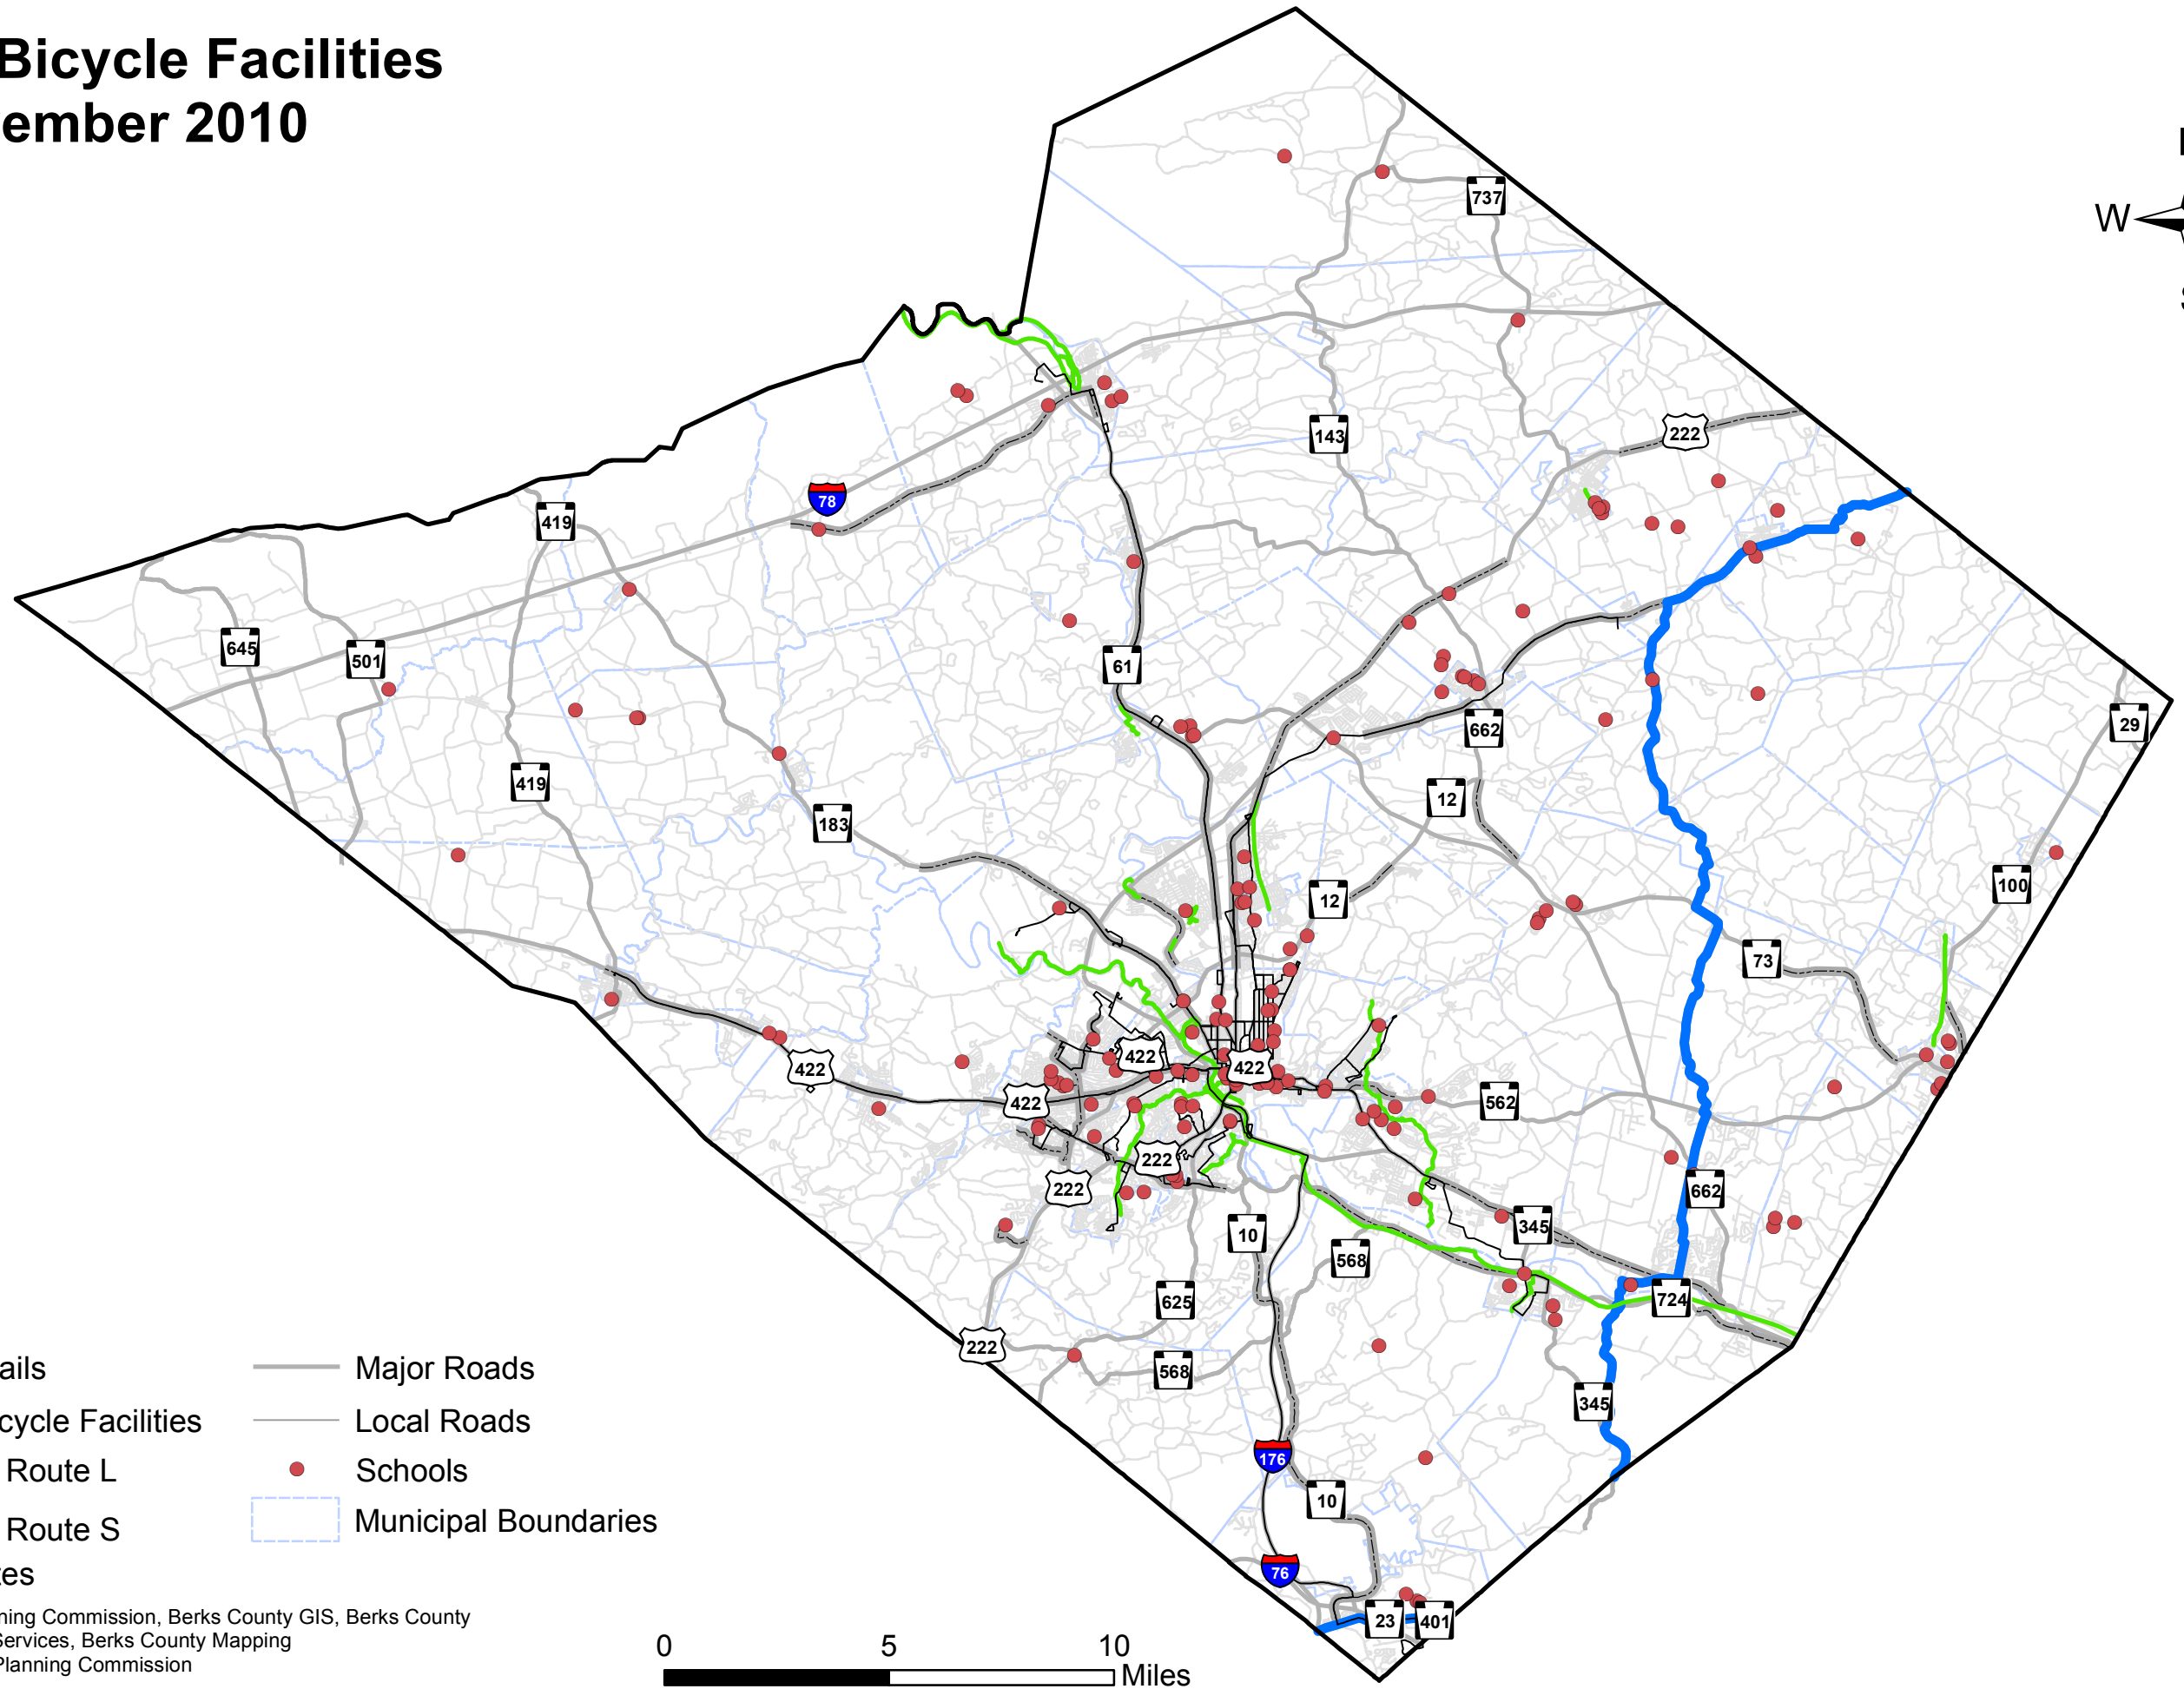 Bicycle Facilities
ember 2010
W
737
143
222
78
419
645
501
61
662
29
419
12
183
100
12
73
422
422
422
422
562
222
222
662
345
10
568
625
724
222
568
345
176
10
76
23
401
ails
Major Roads
cycle Facilities
Local Roads
Route L
Schools
Route S
Municipal Boundaries
tes
ning Commission, Berks County GIS, Berks County
Services, Berks County Mapping
Planning Commission
0 5 10
Miles